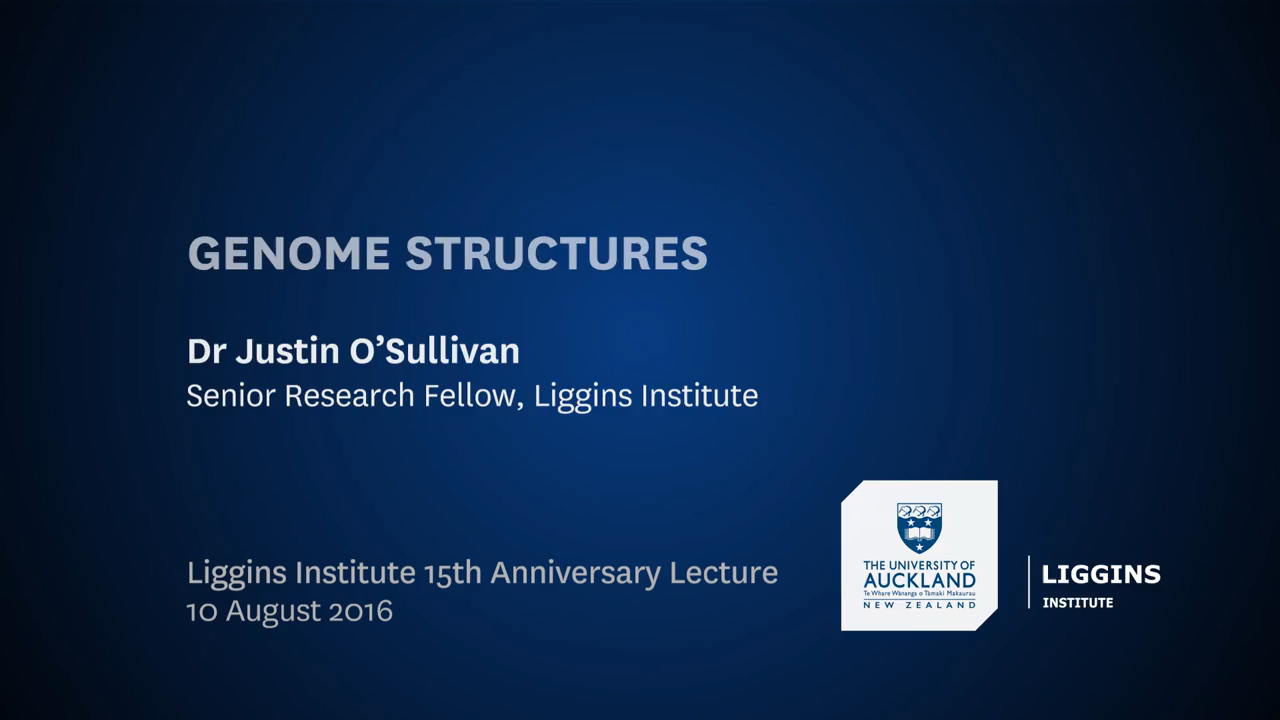 GENOME STRUCTURES
Dr Justin O’Sullivan
Senior Research Fellow, Liggins Institute
Liggins Institute 15th Anniversary Lecture
10 August 2016
THE UNIVERSITY OF
AUCKLAND
Te Whare Wānanga o Tāmaki Makaurau
NEW ZEALAND
LIGGINS
INSTITUTE